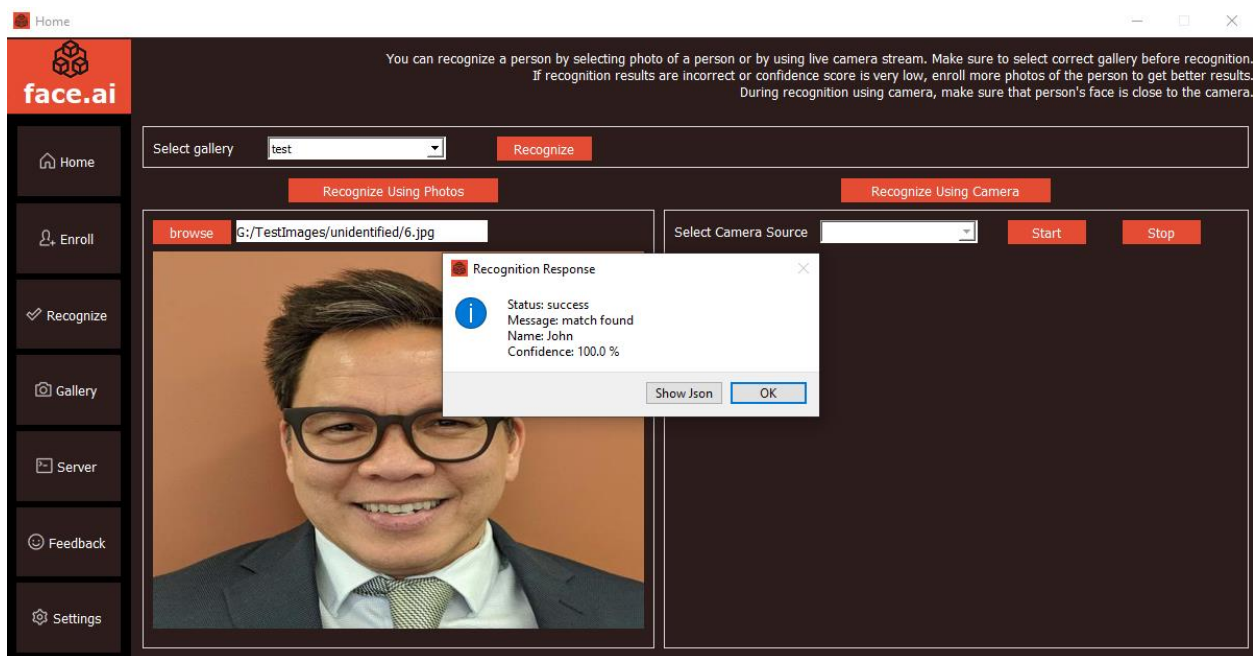 Home
face.ai
You can recognize a person by selecting photo of a person or by using live camera stream. Make sure to select correct gallery before recognition.
If recognition results are incorrect or confidence score is very low, enroll more photos of the person to get better results.
During recognition using camera, make sure that person's face is close to the camera.
Home
Enroll
Recognize
Gallery
Server
Feedback
Settings
Select gallery
test
Recognize
Recognize Using Photos
Recognize Using Camera
browse
G:/TestImages/unidentified/6.jpg
Select Camera Source
Start
Stop
Recognition Response
Status: success
Message: match found
Name: John
Confidence: 100.0 %
Show Json
OK